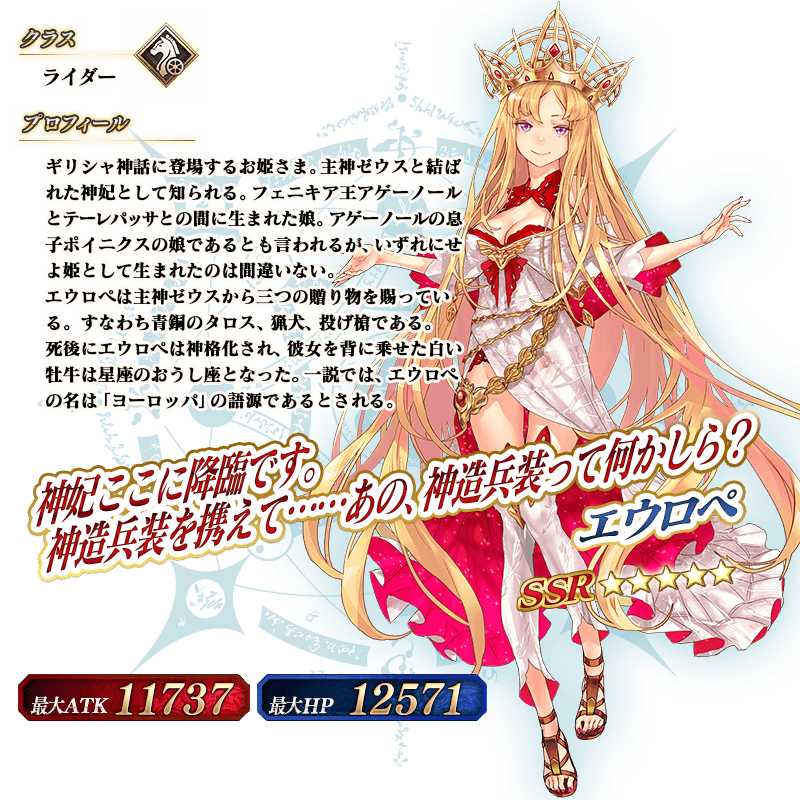 クラス
ライダー
プロフィール
ギリシャ神話に登場するお姫さま。主神ゼウスと結ば
れた神妃として知られる。フェニキア王アゲーノール
とテーレパッサとの間に生まれた娘。アゲーノールの息
子ポイニクスの娘であるとも言われるが、いずれにせ
よ姫として生まれたのは間違いない。
エウロペは主神ゼウスから三つの贈り物を賜ってい
る。すなわち青銅のタロス、猟犬、投げ槍である。
死後にエウロペは神格化され、彼女を背に乗せた白い
牡牛は星座のおうし座となった。一説では、エウロペ
の名は「ヨーロッパ」の語源であるとされる。
神妃ここに降臨です。
神造兵装を携えて……あの、神造兵装って何かしら？
エウロペ
SSR ★★★★★
最大ATK 11737
最大HP 12571